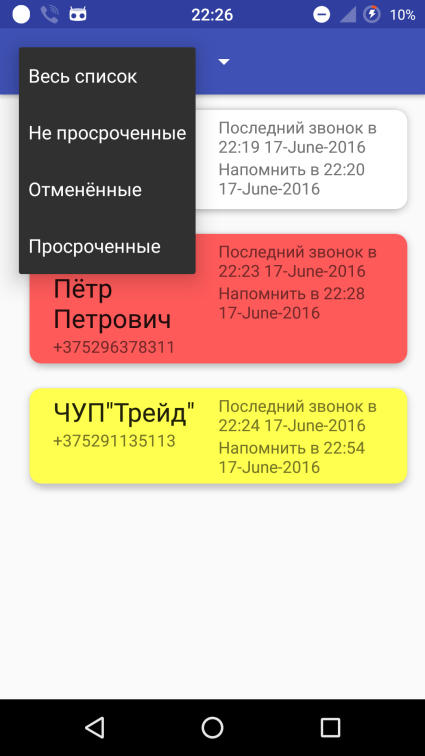 22:26
10%
Весь список
Не просроченные
Отменённые
Просроченные
Последний звонок в
22:19 17-June-2016
Напомнить в 22:20
17-June-2016
Пётр
Петрович
+375296378311
Последний звонок в
22:23 17-June-2016
Напомнить в 22:28
17-June-2016
ЧУП"Трейд"
+375291135113
Последний звонок в
22:24 17-June-2016
Напомнить в 22:54
17-June-2016